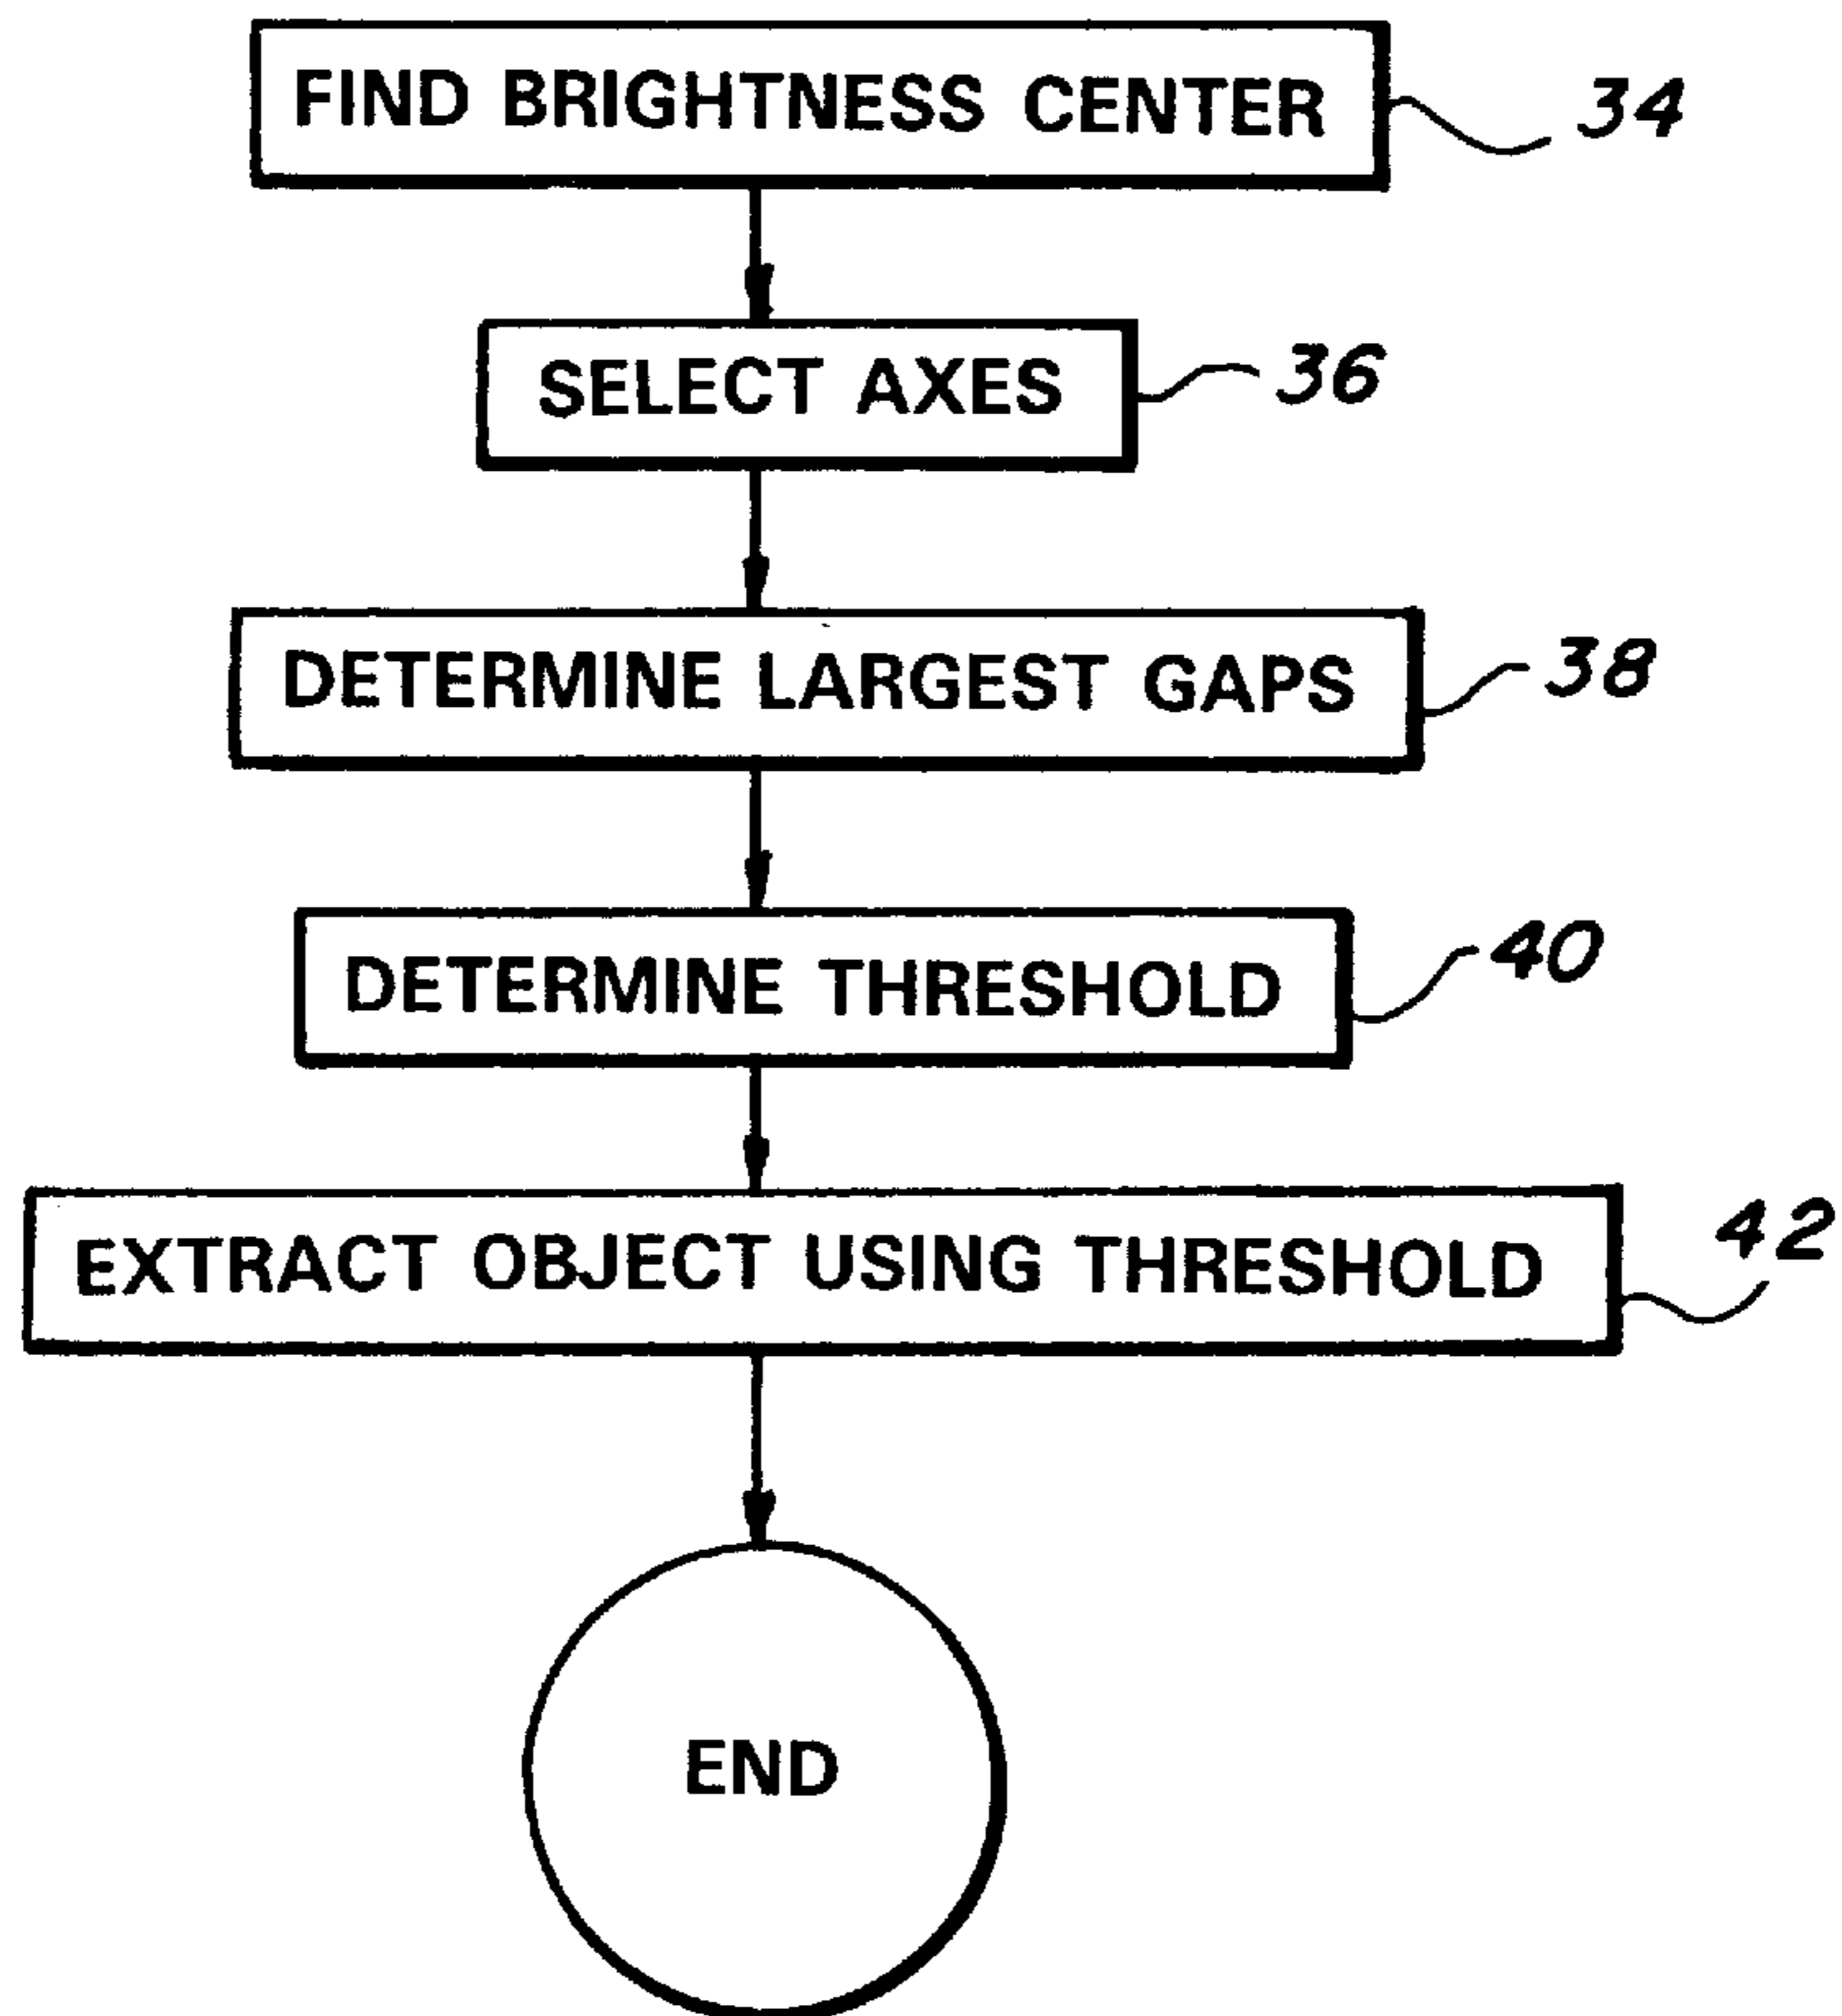 FIND BRIGHTNESS CENTER 34
SELECT AXES 36
DETERMINE LARGEST GAPS 38
DETERMINE THRESHOLD 40
EXTRACT OBJECT USING THRESHOLD 42
END